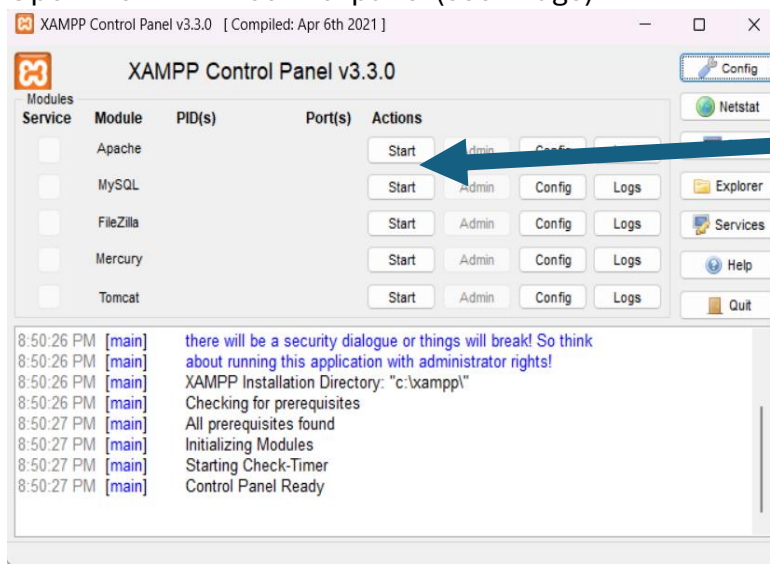 XAMPP Control Panel v3.3.0 [ Compiled: Apr 6th 2021 ]
XAMPP Control Panel v3.3.0
Config
Modules
Service Module PID(s) Port(s) Actions
Netstat
Apache Start Admin
MySQL Start Admin Config Logs
Explorer
FileZilla Start Admin Config Logs
Services
Mercury Start Admin Config Logs
Help
Tomcat Start Admin Config Logs
Quit
8:50:26 PM [main] there will be a security dialogue or things will break! So think
8:50:26 PM [main] about running this application with administrator rights!
8:50:26 PM [main] XAMPP Installation Directory: "c:\xampp\"
8:50:26 PM [main] Checking for prerequisites
8:50:27 PM [main] All prerequisites found
8:50:27 PM [main] Initializing Modules
8:50:27 PM [main] Starting Check-Timer
8:50:27 PM [main] Control Panel Ready